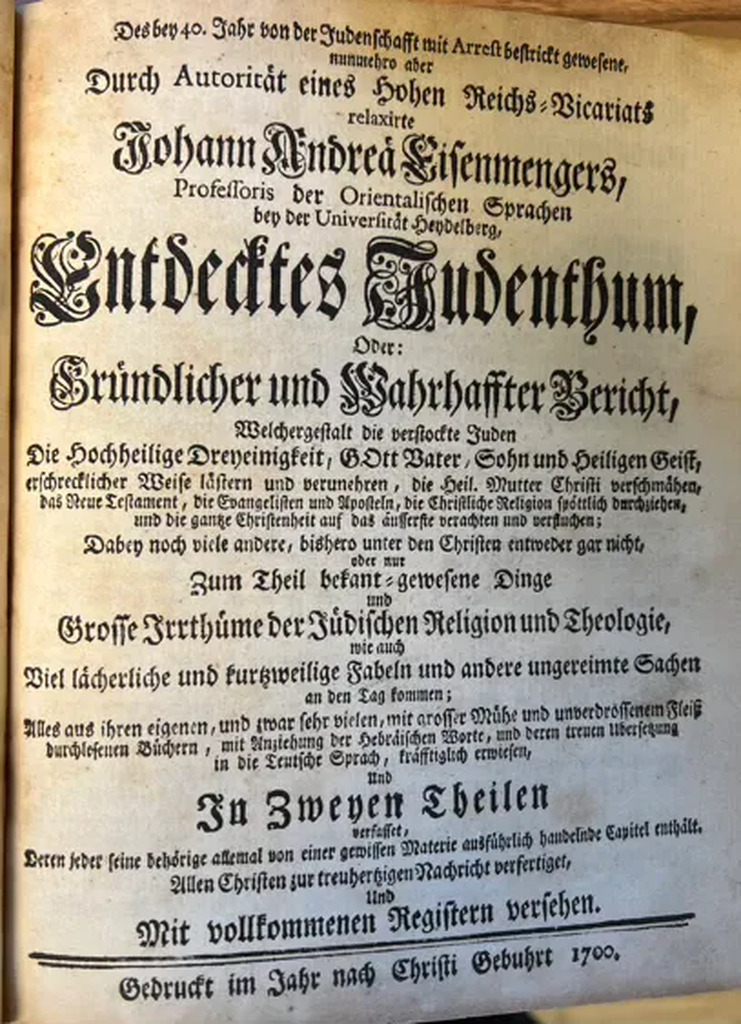 Des bey 40. Jahr von der Judenschafft mit Arrest bestrickt gewesene,
nunmehro aber
Durch Autorität eines Hohen Reichs-Vicariats
relaxirte
Johann Andreä Eisenmengers,
Professoris der Orientalischen Sprachen
bey der Universität Heydelberg,
Entdecktes Judenthum,
Oder:
Gründlicher und Wahrhaffter Bericht,
Welchergestalt die verstockte Juden
Die Hochheilige Dreyeinigkeit, GOtt Vater, Sohn und Heiligen Geist,
erschrecklicher Weise lästern und verunehren, die Heil. Mutter Christi verschmähen,
das Neue Testament, die Evangelisten und Aposteln, die Christliche Religion spöttlich durchziehen,
und die gantze Christenheit auf das äusserste verachten und verfluchen;
Dabey noch viele andere, bishero unter den Christen entweder gar nicht,
oder nur
Zum Theil bekant-gewesene Dinge
und
Grosse Irrthüme der Jüdischen Religion und Theologie,
wie auch
Viel lächerliche und kurtzweilige Fabeln und andere ungereimte Sachen
an den Tag kommen;
Alles aus ihren eigenen, und zwar sehr vielen, mit grosser Mühe und unverdrossenem Fleiß
durchlesenen Büchern, mit Anziehung der Hebräischen Worte, und deren treuen Ubersetzung
in die Teutsche Sprach, kräfftiglich erwiesen,
Und
In Zweyen Theilen
verfasset,
Deren jeder seine behörige allemal von einer gewissen Materie ausführlich handelnde Capitel enthält.
Allen Christen zur treuhertzigen Nachricht verfertiget,
Und
Mit vollkommenen Registern versehen.
Gedruckt im Jahr nach Christi Gebuhrt 1700.